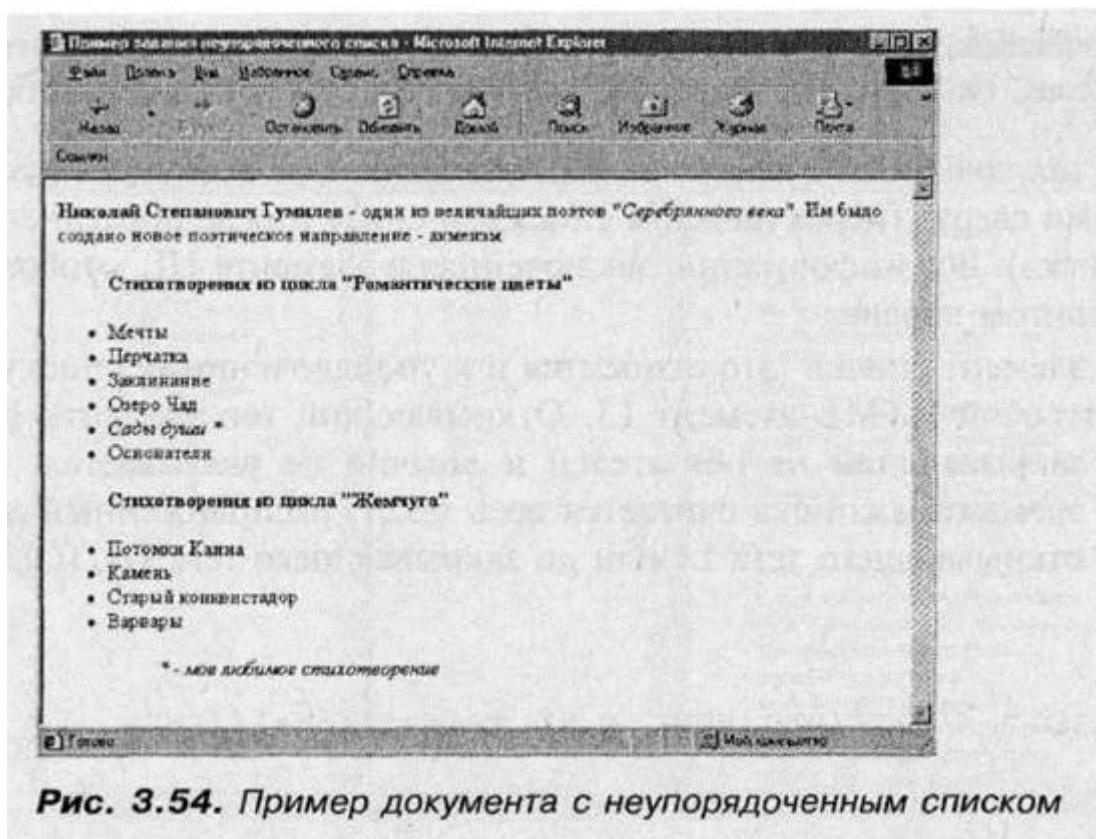 Пример задания неупорядоченного списка - Microsoft Internet Explorer
Файл Правка Вид Избранное Сервис Справка
Назад Остановить Обновить Домой Поиск Избранное Журнал Почта
Ссылки
Николай Степанович Гумилев - один из величайших поэтов "Серебрянного века". Им было
создано новое поэтическое направление - акмеизм
Стихотворения из цикла "Романтические цветы"
• Мечты
• Перчатка
• Заклинание
• Озеро Чад
• Сады души *
• Основатели
Стихотворения из цикла "Жемчуга"
• Потомки Каина
• Камень
• Старый конквистадор
• Варвары
* - мое любимое стихотворение
Готово Мой компьютер
Рис. 3.54. Пример документа с неупорядоченным списком